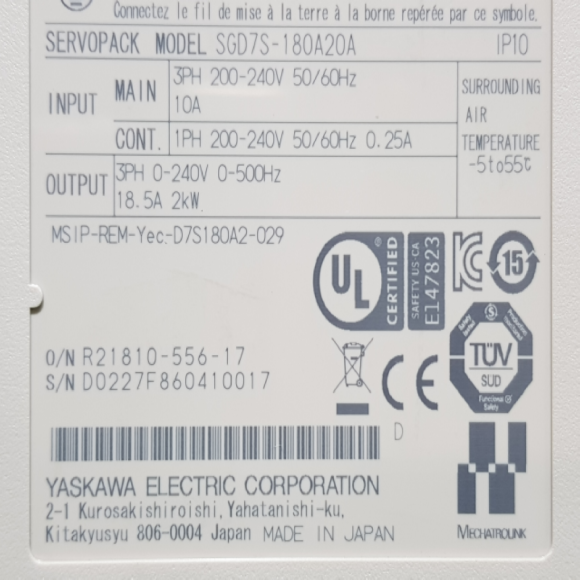 Connectez le fil de mise à la terre à la borne repérée par ce symbole.
SERVOPACK MODEL SGD7S-180A20A IP10
INPUT MAIN 3PH 200-240V 50/60Hz
10A
CONT. 1PH 200-240V 50/60Hz 0.25A
OUTPUT 3PH 0-240V 0-500Hz
18.5A 2kW
SURROUNDING
AIR
TEMPERATURE
-5to55℃
MSIP-REM-Yec-D7S180A2-029
UL ® CERTIFIED
SAFETY US-CA
E147823
15
O/N R21810-556-17
S/N D0227F860410017
TÜV
SÜD
Functional
Safety
CE
D
YASKAWA ELECTRIC CORPORATION
2-1 Kurosakishiroishi, Yahatanishi-ku,
Kitakyusyu 806-0004 Japan MADE IN JAPAN
MECHATROLINK